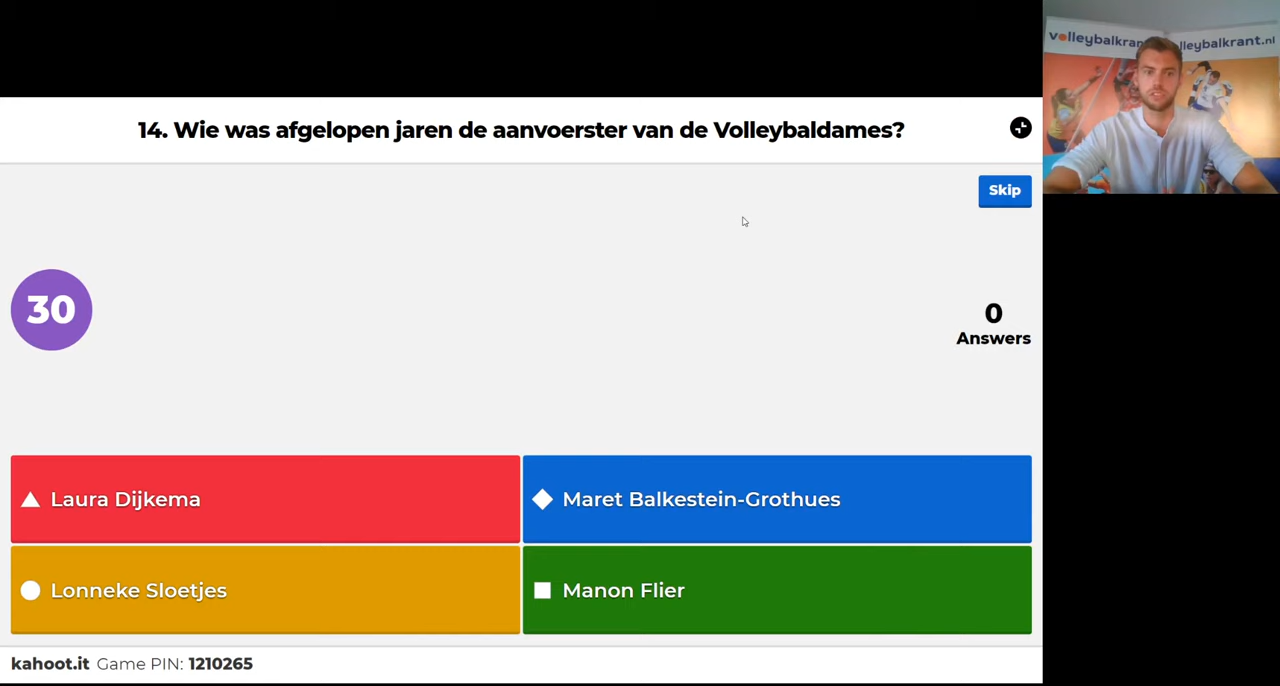 volleybalkrant.nl
14. Wie was afgelopen jaren de aanvoerster van de Volleybaldames?
Skip
30
0
Answers
Laura Dijkema
Maret Balkestein-Grothues
Lonneke Sloetjes
Manon Flier
kahoot.it Game PIN: 1210265